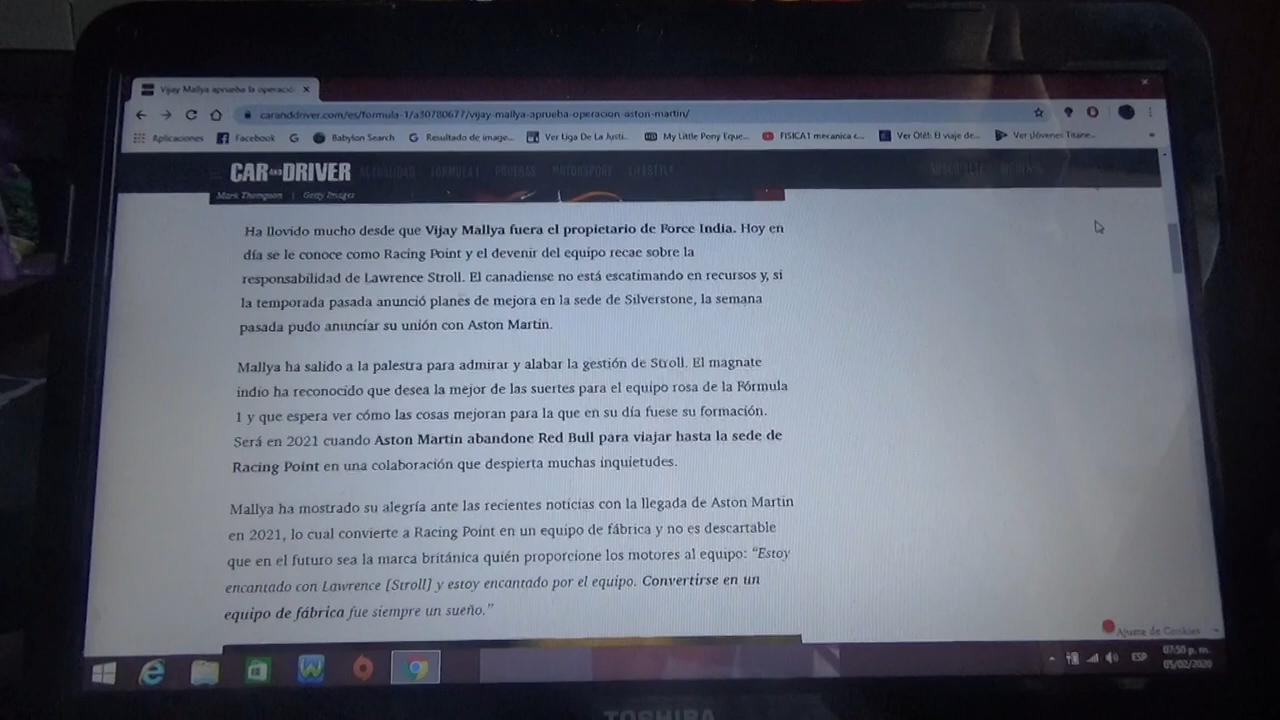 Vijay Mallya aprueba la operació
caranddriver.com/es/formula-1/a30780677/vijay-mallya-aprueba-operacion-aston-martin/
Aplicaciones Facebook Babylon Search Resultado de image... Ver Liga De La Justi... My Little Pony Eque... FISICA1 mecanica c... Ver Olé!: El viaje de... Ver ¡Jóvenes Titane...
CAR AND DRIVER ACTUALIDAD FÓRMULA 1 PRUEBAS MOTORSPORT LIFESTYLE
Mark Thompson | Getty Images
Ha llovido mucho desde que Vijay Mallya fuera el propietario de Force India. Hoy en
día se le conoce como Racing Point y el devenir del equipo recae sobre la
responsabilidad de Lawrence Stroll. El canadiense no está escatimando en recursos y, si
la temporada pasada anunció planes de mejora en la sede de Silverstone, la semana
pasada pudo anunciar su unión con Aston Martin.
Mallya ha salido a la palestra para admirar y alabar la gestión de Stroll. El magnate
indio ha reconocido que desea la mejor de las suertes para el equipo rosa de la Fórmula
1 y que espera ver cómo las cosas mejoran para la que en su día fuese su formación.
Será en 2021 cuando Aston Martin abandone Red Bull para viajar hasta la sede de
Racing Point en una colaboración que despierta muchas inquietudes.
Mallya ha mostrado su alegría ante las recientes noticias con la llegada de Aston Martin
en 2021, lo cual convierte a Racing Point en un equipo de fábrica y no es descartable
que en el futuro sea la marca británica quién proporcione los motores al equipo: “Estoy
encantado con Lawrence [Stroll] y estoy encantado por el equipo. Convertirse en un
equipo de fábrica fue siempre un sueño.”
Ajuste de Cookies
ESP
07:50 p. m.
05/02/2020
TOSHIBA